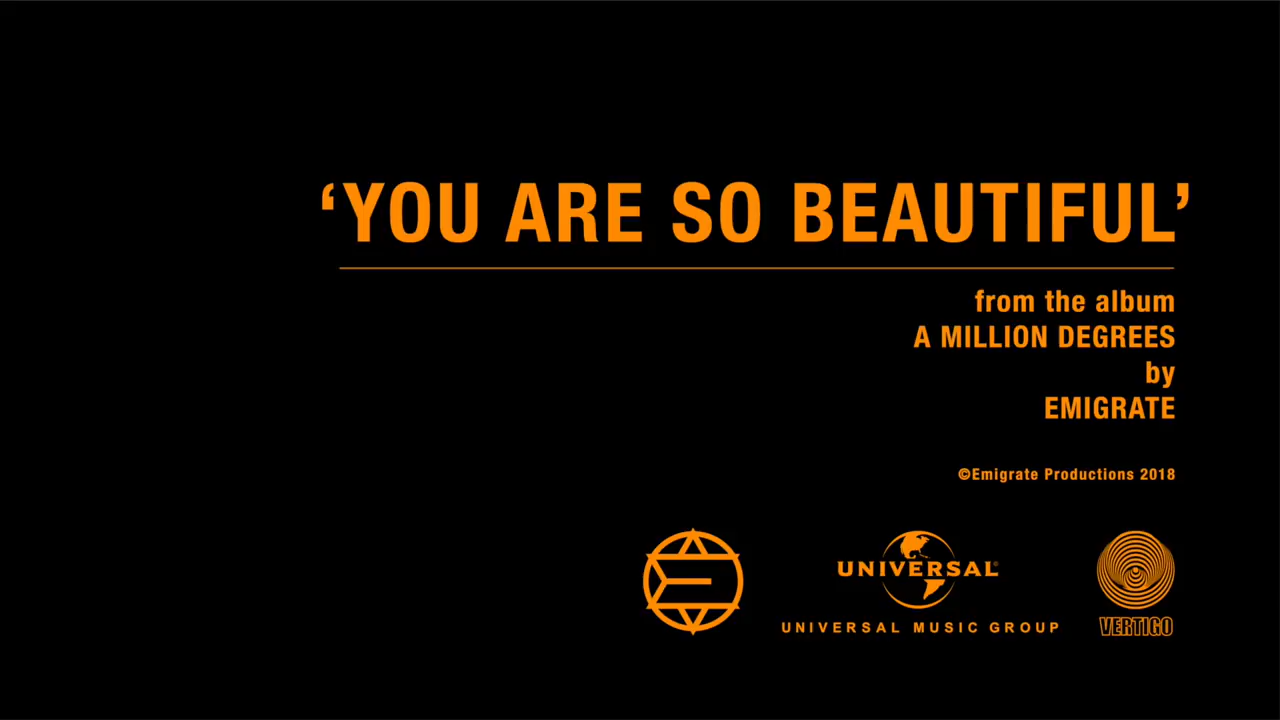 ‘YOU ARE SO BEAUTIFUL’
from the album
A MILLION DEGREES
by
EMIGRATE
©Emigrate Productions 2018
UNIVERSAL®
UNIVERSAL MUSIC GROUP
VERTIGO